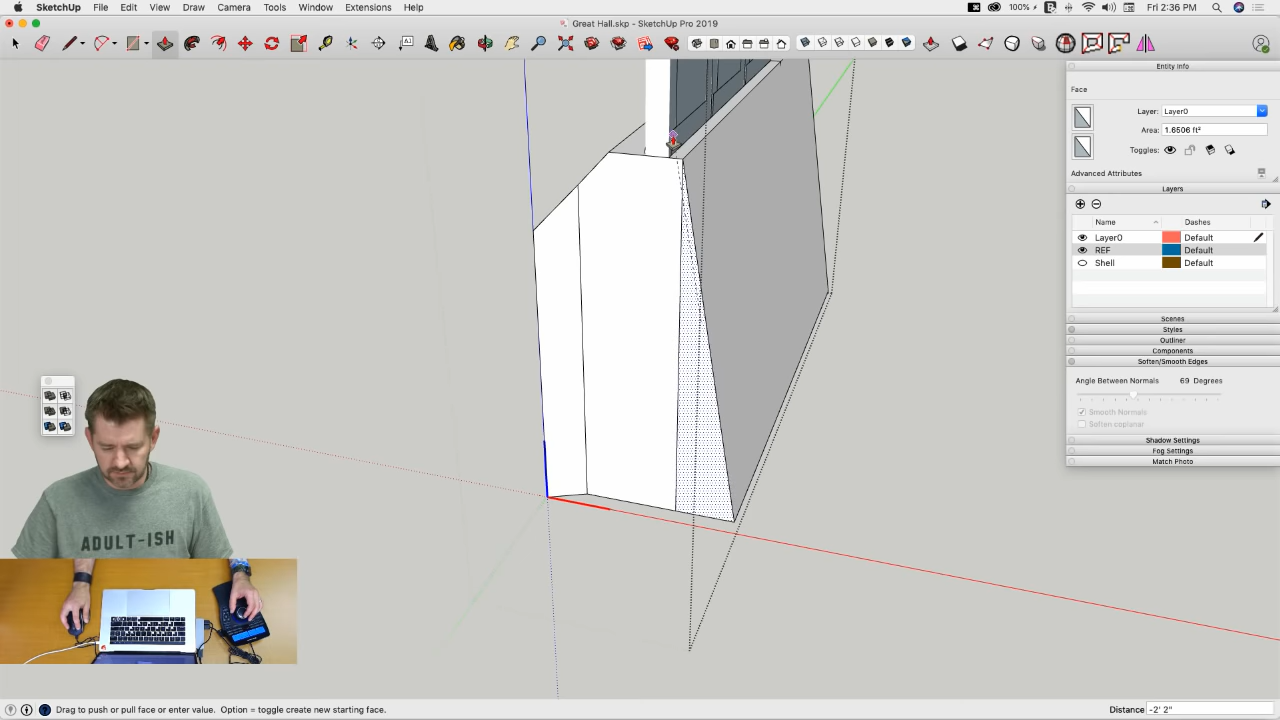 SketchUp File Edit View Draw Camera Tools Window Extensions Help
100% Fri 2:36 PM
Great Hall.skp - SketchUp Pro 2019
Entity Info
Face
Layer: Layer0
Area: 1.6506 ft²
Toggles:
Advanced Attributes
Layers
Name Dashes
Layer0 Default
REF Default
Shell Default
Scenes
Styles
Outliner
Components
Soften/Smooth Edges
Angle Between Normals 69 Degrees
Smooth Normals
Soften coplanar
Shadow Settings
Fog Settings
Match Photo
ADULT-ISH
Drag to push or pull face or enter value. Option = toggle create new starting face.
Distance -2' 2"